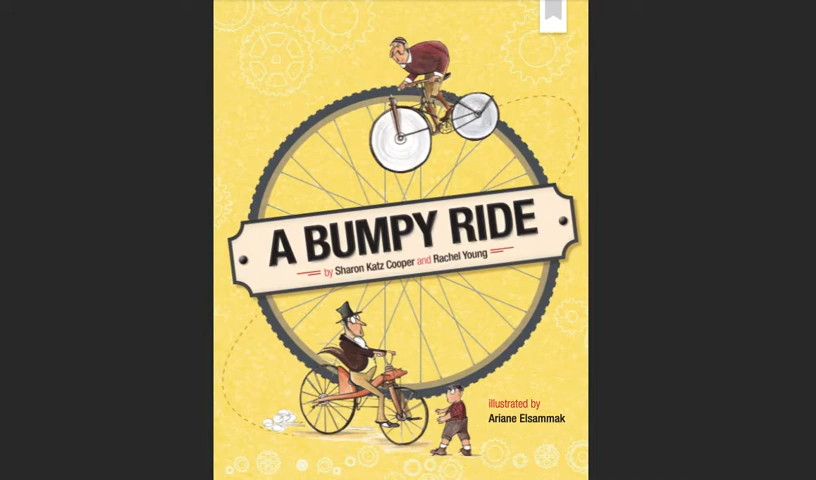 A BUMPY RIDE
by Sharon Katz Cooper and Rachel Young
illustrated by
Ariane Elsammak